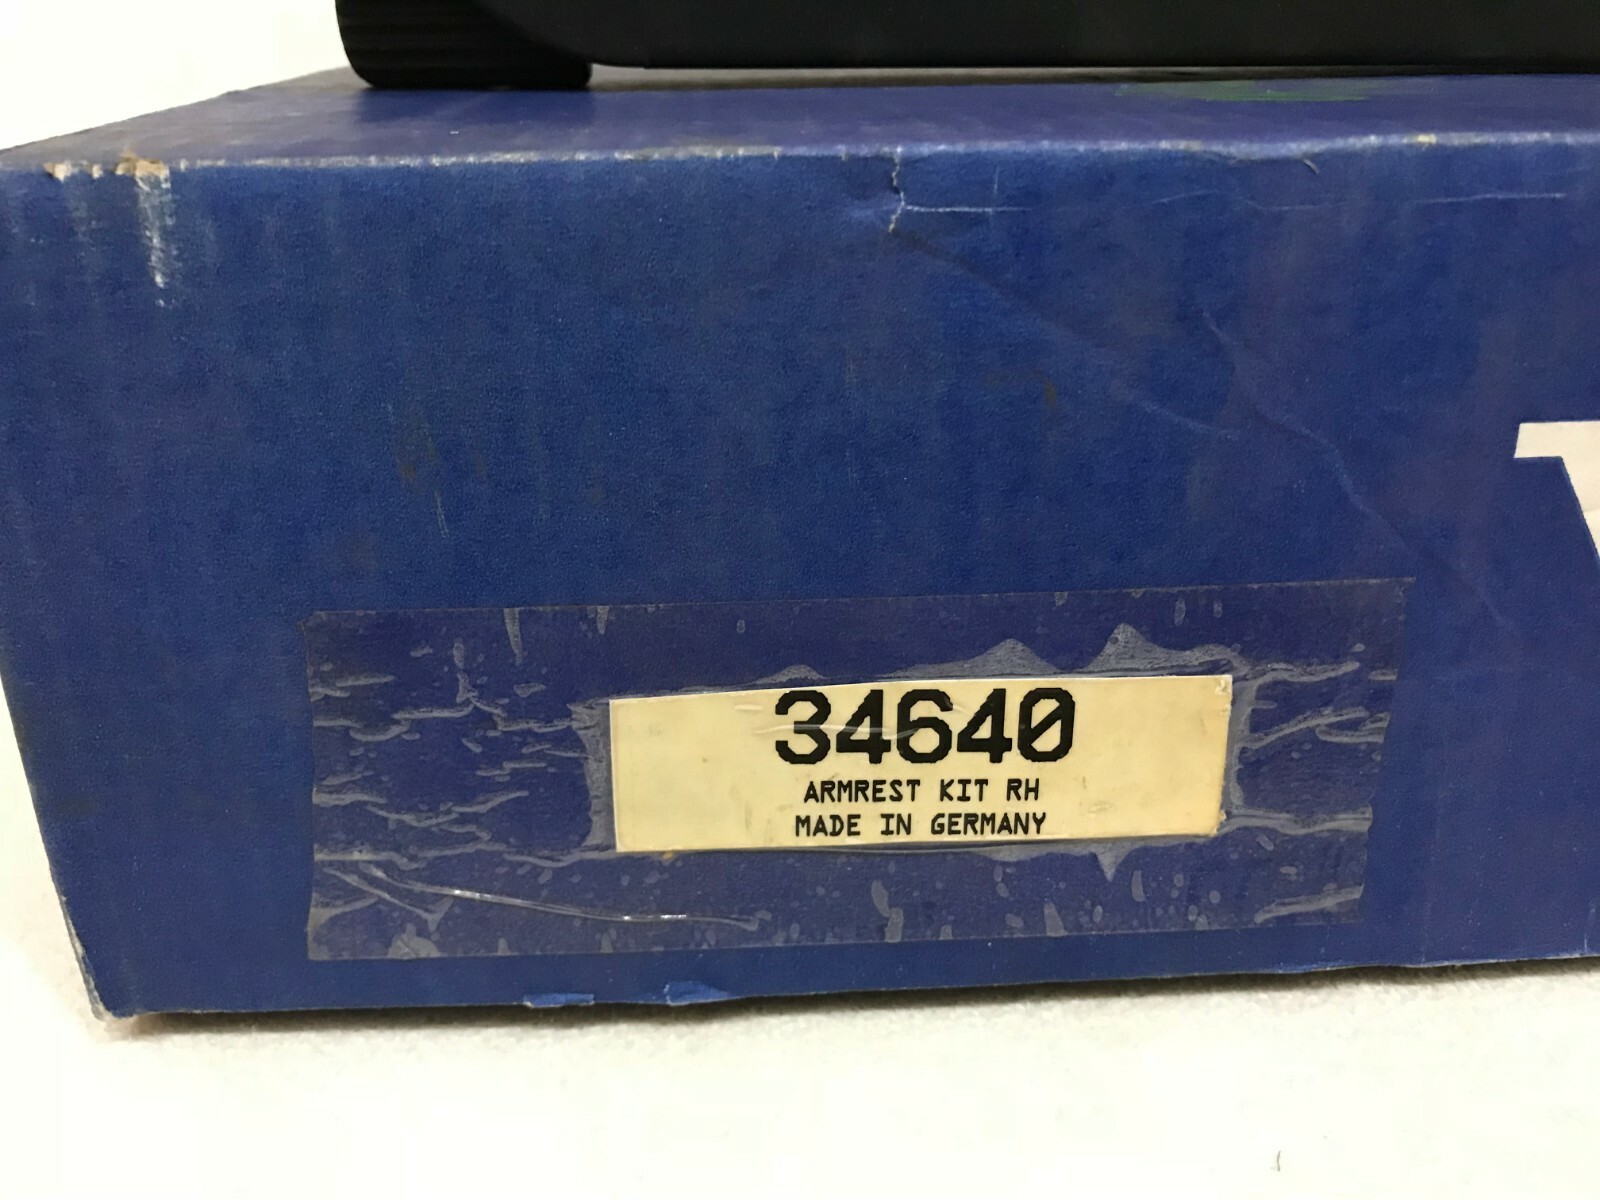 34640
ARMREST KIT RH
MADE IN GERMANY